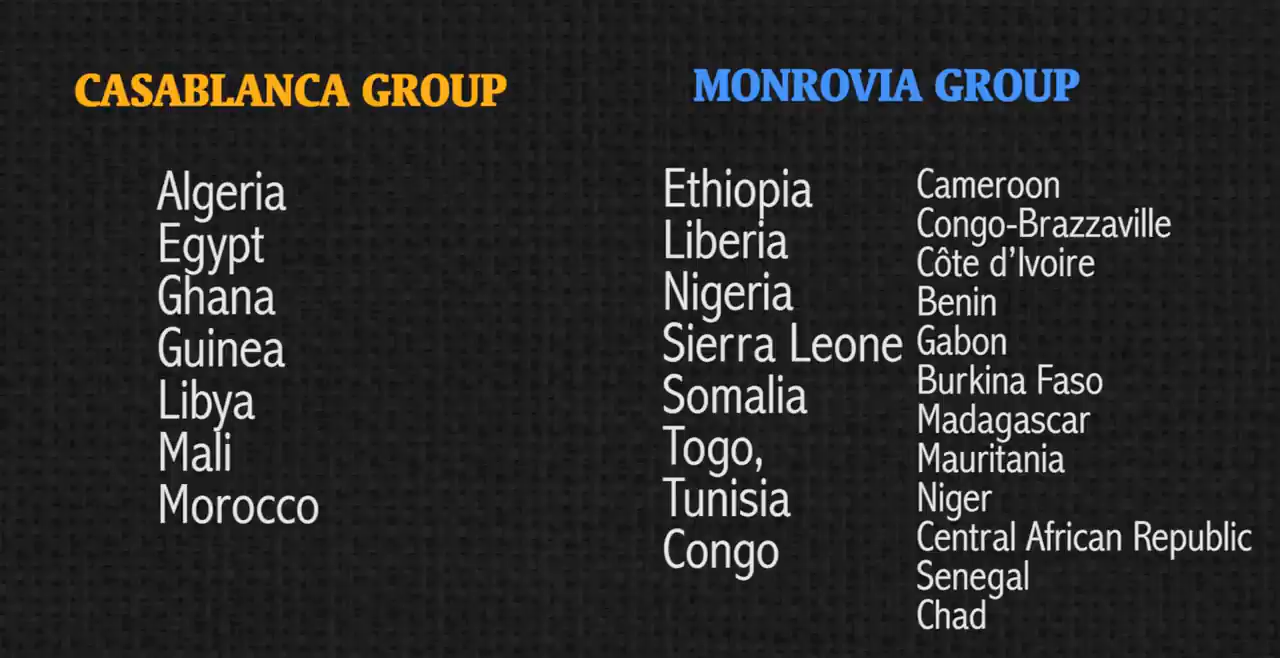 CASABLANCA GROUP
Algeria
Egypt
Ghana
Guinea
Libya
Mali
Morocco
MONROVIA GROUP
Ethiopia
Liberia
Nigeria
Sierra Leone
Somalia
Togo,
Tunisia
Congo
Cameroon
Congo-Brazzaville
Côte d’Ivoire
Benin
Gabon
Burkina Faso
Madagascar
Mauritania
Niger
Central African Republic
Senegal
Chad